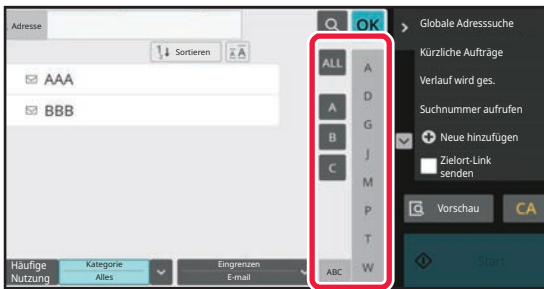 Adresse
OK
Sortieren
ZA
AAA
BBB
ALL
A
B
C
A
D
G
J
M
P
T
W
ABC
Häufige
Nutzung
Kategorie
Alles
Eingrenzen
E-mail
Globale Adresssuche
Kürzliche Aufträge
Verlauf wird ges.
Suchnummer aufrufen
Neue hinzufügen
Zielort-Link
senden
Vorschau
CA
Start